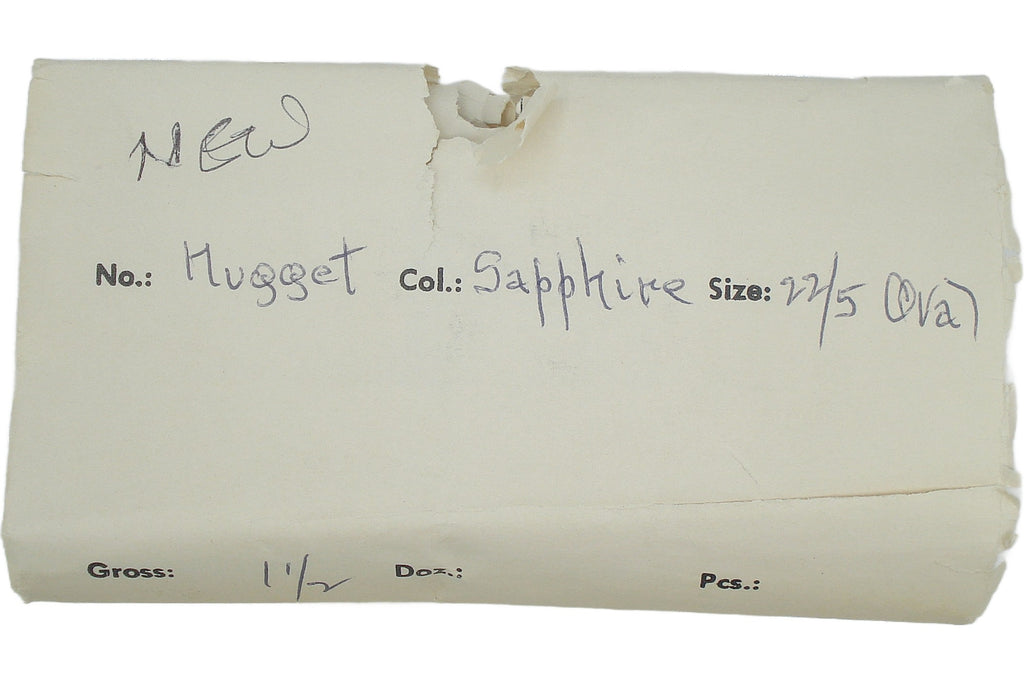 NEW
No.: Nugget Col.: Sapphire Size: 22/5 Oval
Gross: 1 1/2 Doz.: Pcs.: